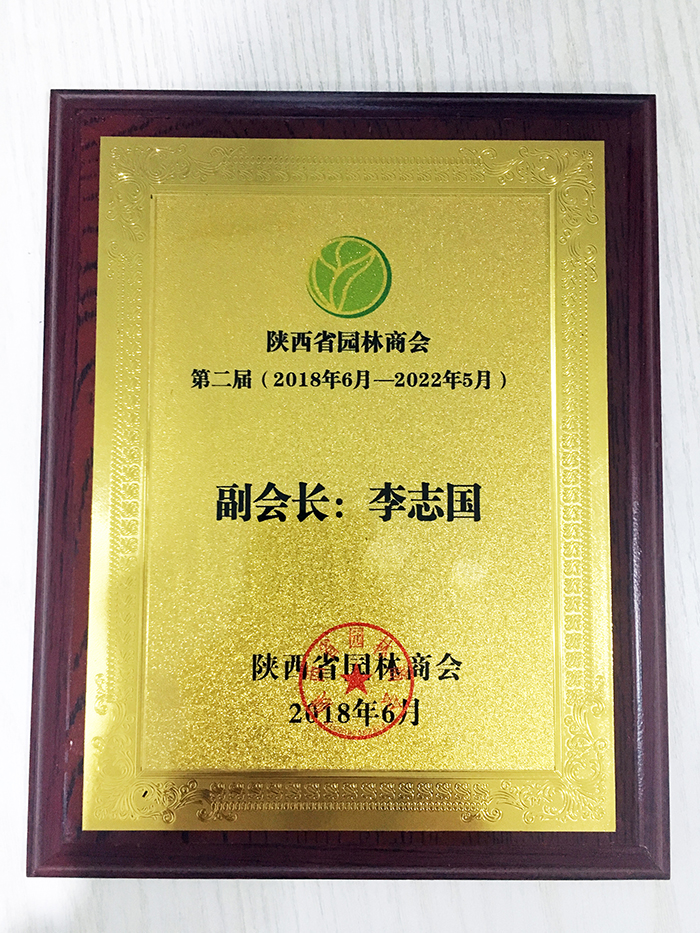 陕西省园林商会
第二届（2018年6月—2022年5月）
副会长：李志国
陕西省园林商会
2018年6月